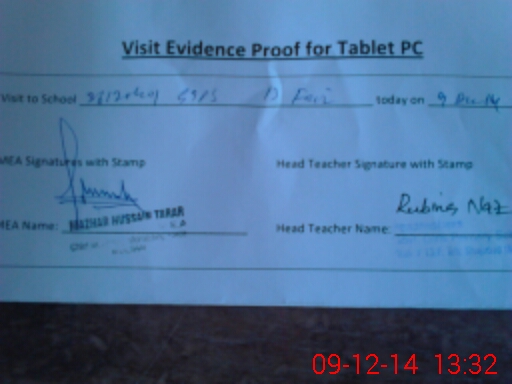 Visit Evidence Proof for Tablet PC
Visit to School GGPS today on 9 Dec-14
MEA Signatures with Stamp Head Teacher Signature with Stamp
Rubina Naz
MEA Name: MAZHAR HUSSAIN TARAR Head Teacher Name:
09-12-14 13:32